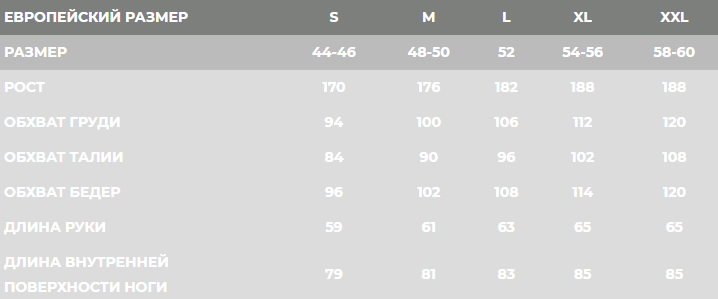 ЕВРОПЕЙСКИЙ РАЗМЕР S M L XL XXL
РАЗМЕР 44-46 48-50 52 54-56 58-60
РОСТ 170 176 182 188 188
ОБХВАТ ГРУДИ 94 100 106 112 120
ОБХВАТ ТАЛИИ 84 90 96 102 108
ОБХВАТ БЕДЕР 96 102 108 114 120
ДЛИНА РУКИ 59 61 63 65 65
ДЛИНА ВНУТРЕННЕЙ
ПОВЕРХНОСТИ НОГИ 79 81 83 85 85